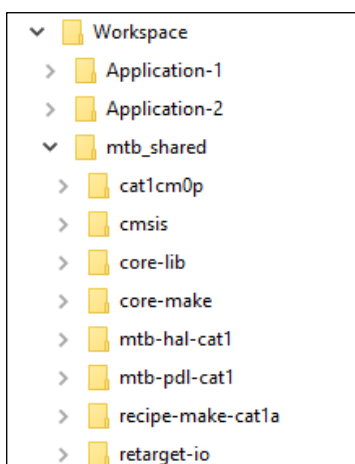 Workspace
Application-1
Application-2
mtb_shared
cat1cm0p
cmsis
core-lib
core-make
mtb-hal-cat1
mtb-pdl-cat1
recipe-make-cat1a
retarget-io